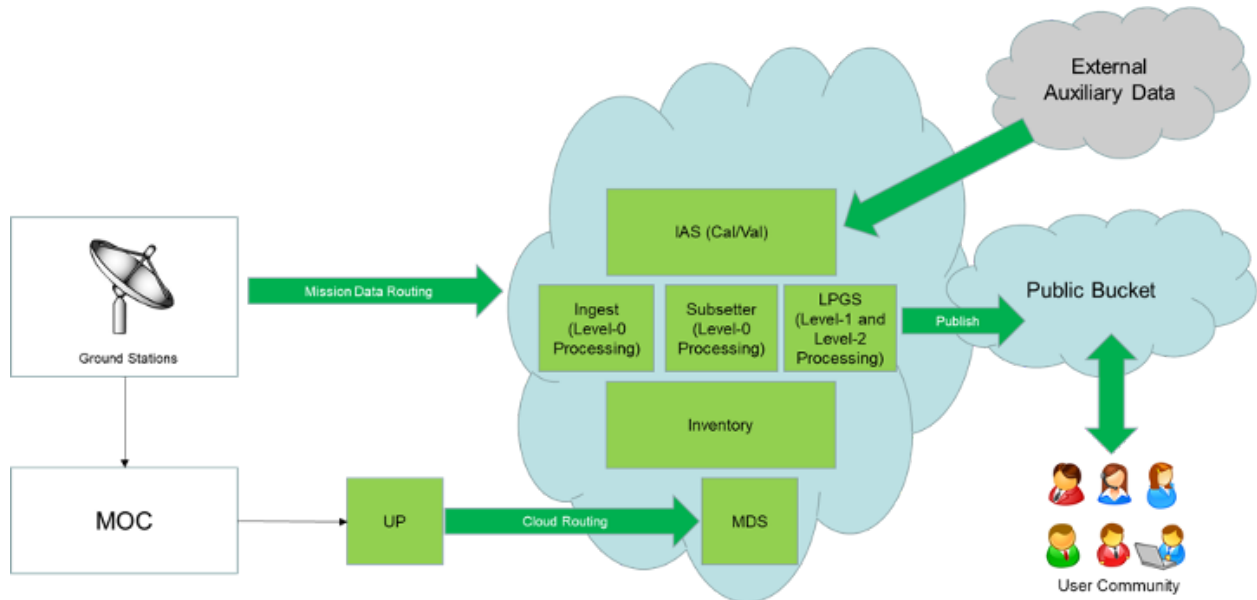 External
Auxiliary Data
IAS (Cal/Val)
Mission Data Routing
Ground Stations
Ingest
(Level-0
Processing)
Subsetter
(Level-0
Processing)
LPGS
(Level-1 and
Level-2
Processing)
Publish
Public Bucket
Inventory
MOC
UP
Cloud Routing
MDS
User Community